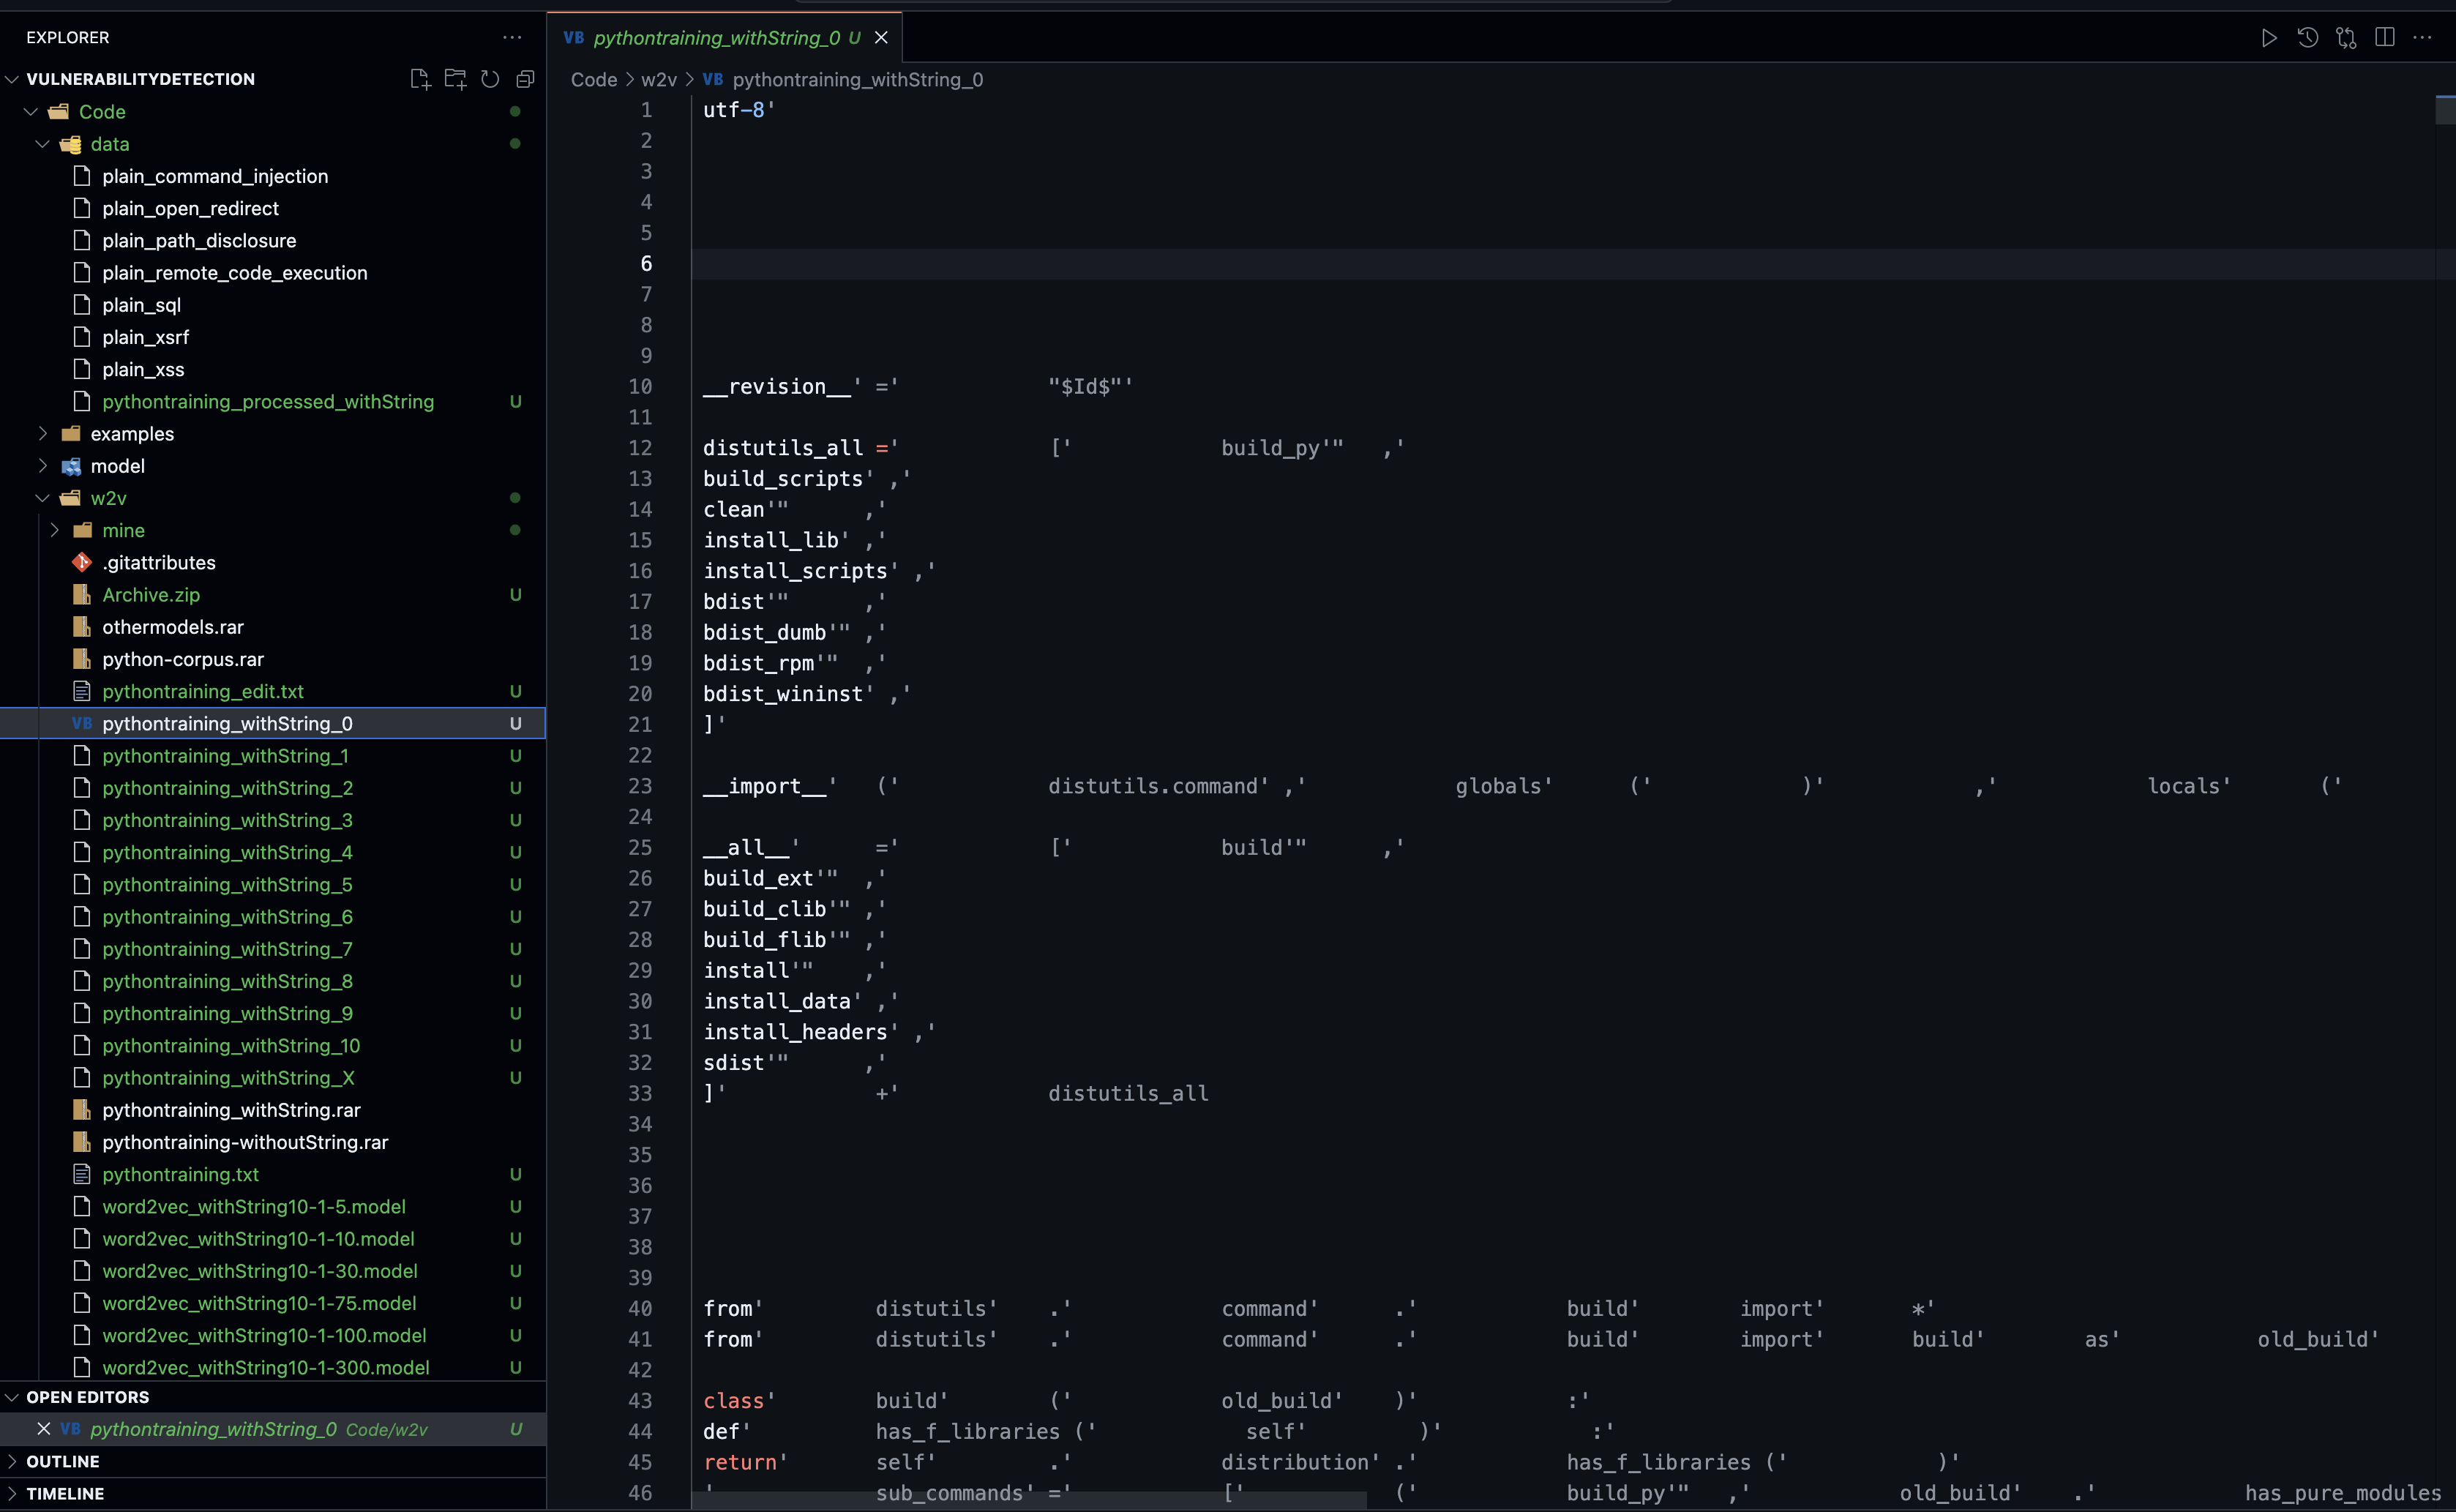 EXPLORER
VULNERABILITYDETECTION
Code
data
plain_command_injection
plain_open_redirect
plain_path_disclosure
plain_remote_code_execution
plain_sql
plain_xsrf
plain_xss
pythontraining_processed_withString U
examples
model
w2v
mine
.gitattributes
Archive.zip U
othermodels.rar
python-corpus.rar
pythontraining_edit.txt U
VB pythontraining_withString_0 U
pythontraining_withString_1 U
pythontraining_withString_2 U
pythontraining_withString_3 U
pythontraining_withString_4 U
pythontraining_withString_5 U
pythontraining_withString_6 U
pythontraining_withString_7 U
pythontraining_withString_8 U
pythontraining_withString_9 U
pythontraining_withString_10 U
pythontraining_withString_X U
pythontraining_withString.rar
pythontraining-withoutString.rar
pythontraining.txt U
word2vec_withString10-1-5.model U
word2vec_withString10-1-10.model U
word2vec_withString10-1-30.model U
word2vec_withString10-1-75.model U
word2vec_withString10-1-100.model U
word2vec_withString10-1-300.model U
OPEN EDITORS
VB pythontraining_withString_0 Code/w2v U
OUTLINE
TIMELINE
VB pythontraining_withString_0 U
Code > w2v > VB pythontraining_withString_0
1 utf-8'
2
3
4
5
6
7
8
9
10 __revision__' =' "$Id$"'
11
12 distutils_all =' [' build_py'" ,'
13 build_scripts' ,'
14 clean'" ,'
15 install_lib' ,'
16 install_scripts' ,'
17 bdist'" ,'
18 bdist_dumb'" ,'
19 bdist_rpm'" ,'
20 bdist_wininst' ,'
21 ]'
22
23 __import__' (' distutils.command' ,' globals' (' )' ,' locals' ('
24
25 __all__' =' [' build'" ,'
26 build_ext'" ,'
27 build_clib'" ,'
28 build_flib'" ,'
29 install'" ,'
30 install_data' ,'
31 install_headers' ,'
32 sdist'" ,'
33 ]' +' distutils_all
34
35
36
37
38
39
40 from' distutils' .' command' .' build' import' *'
41 from' distutils' .' command' .' build' import' build' as' old_build'
42
43 class' build' (' old_build' )' :'
44 def' has_f_libraries (' self' )' :'
45 return' self' .' distribution' .' has_f_libraries (' )'
46 ' sub_commands' =' [' (' build_py'" ,' old_build' .' has_pure_modules